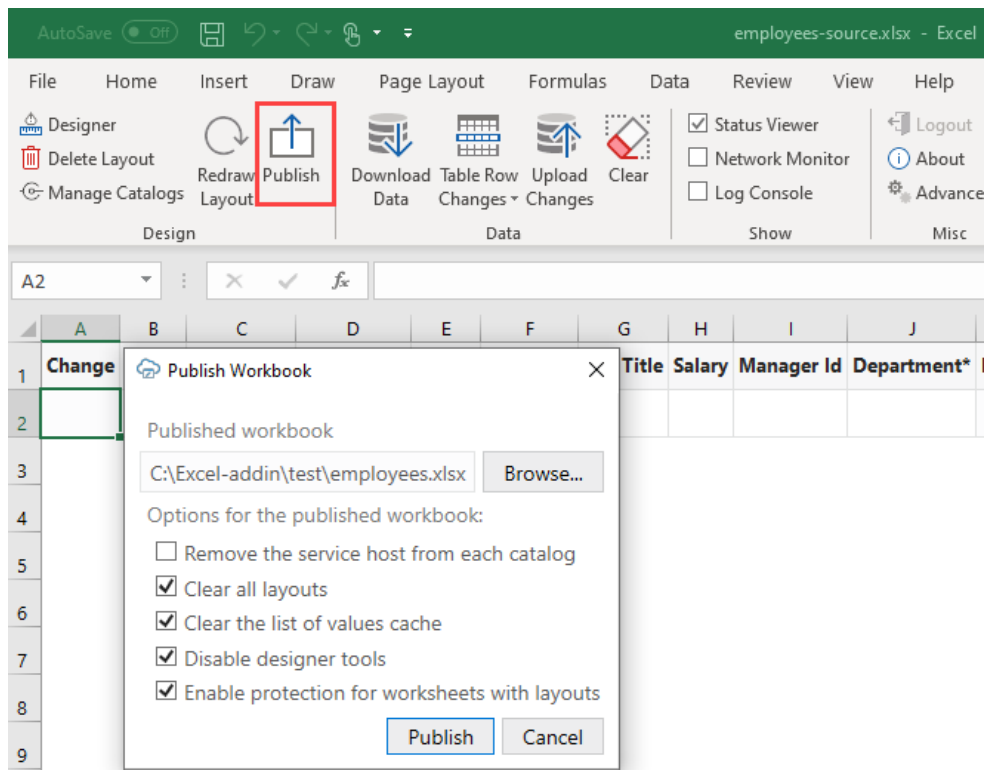 AutoSave Off employees-source.xlsx - Excel
File Home Insert Draw Page Layout Formulas Data Review View Help
Designer
Delete Layout
Manage Catalogs
Redraw Layout
Publish
Download Data
Table Row Changes
Upload Changes
Clear
Status Viewer
Network Monitor
Log Console
Logout
About
Advance
Design Data Show Misc
A2 fx
A B C D E F G H I J
1 Change Title Salary Manager Id Department*
2
3
4
5
6
7
8
9
Publish Workbook
Published workbook
C:\Excel-addin\test\employees.xlsx Browse...
Options for the published workbook:
Remove the service host from each catalog
Clear all layouts
Clear the list of values cache
Disable designer tools
Enable protection for worksheets with layouts
Publish Cancel